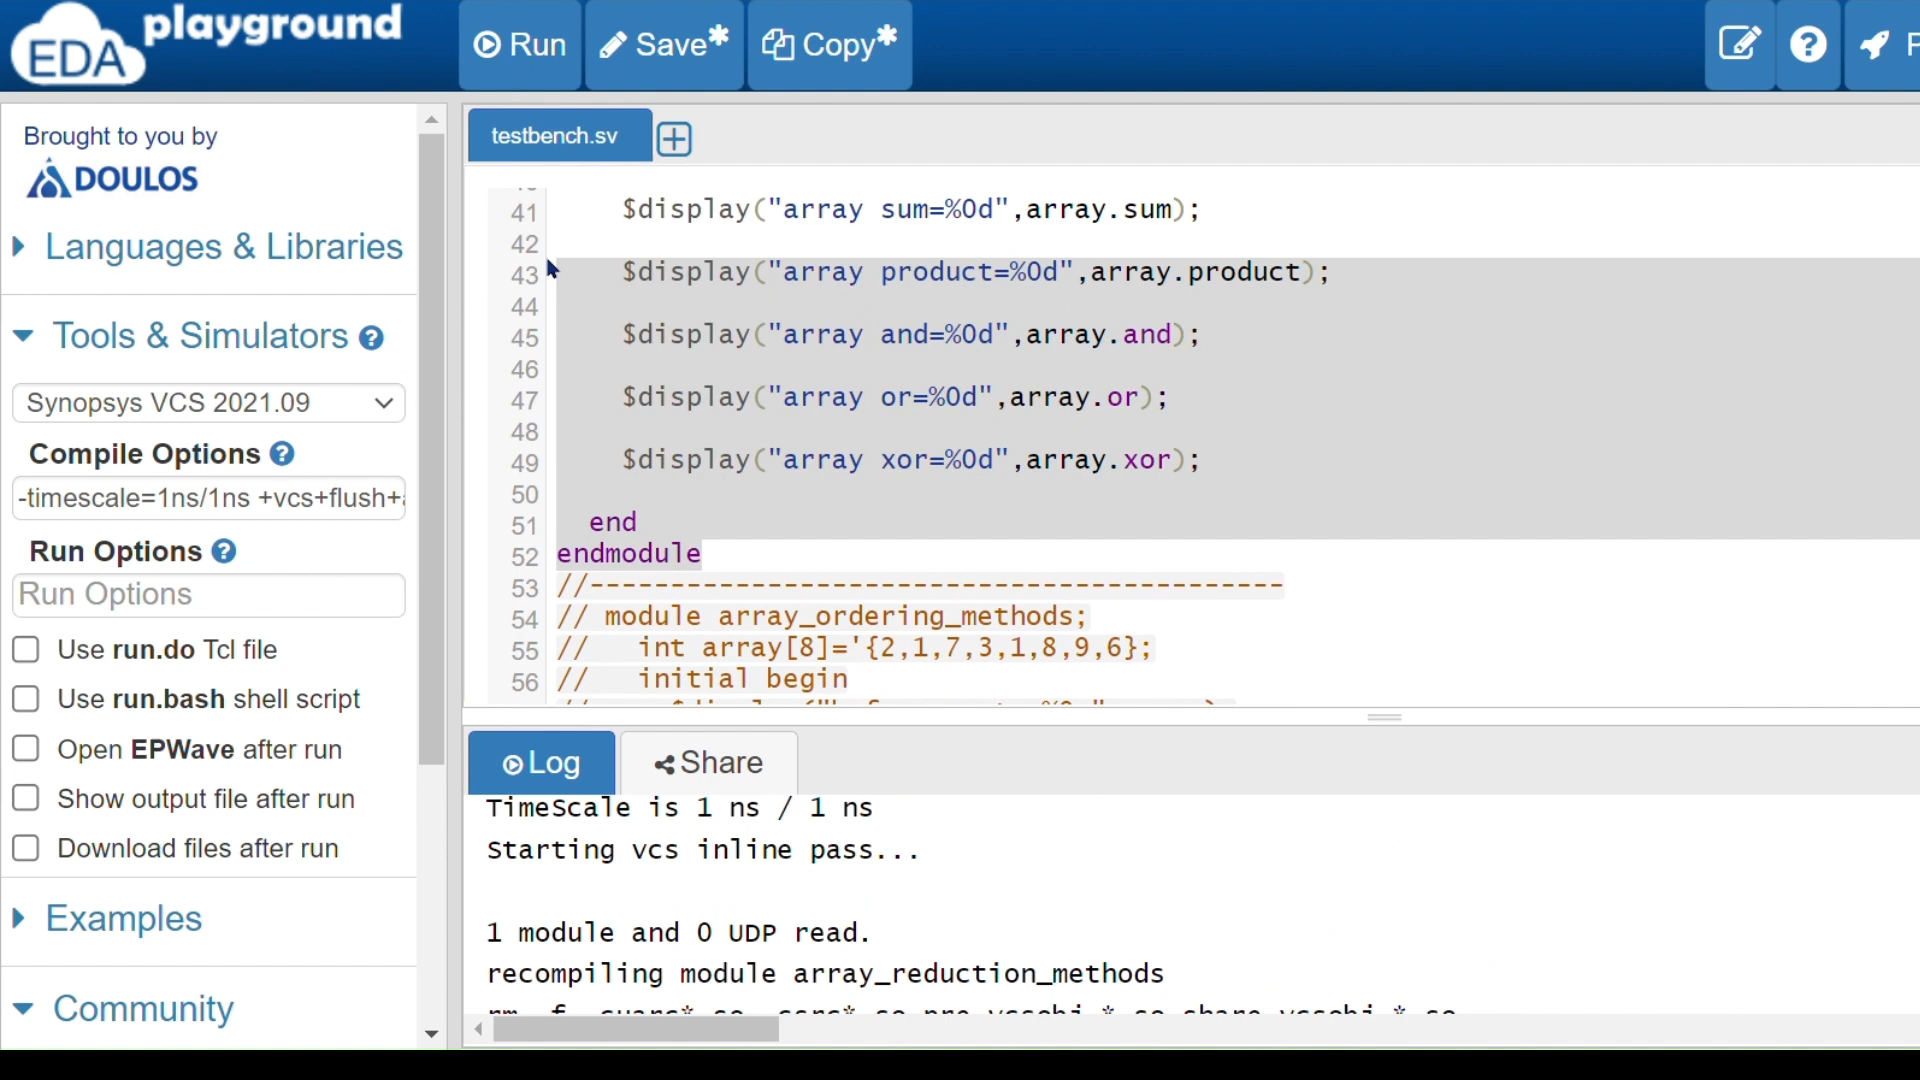 EDA playground
Run
Save*
Copy*
Brought to you by
DOULOS
Languages & Libraries
Tools & Simulators
Synopsys VCS 2021.09
Compile Options
-timescale=1ns/1ns +vcs+flush+
Run Options
Run Options
Use run.do Tcl file
Use run.bash shell script
Open EPWave after run
Show output file after run
Download files after run
Examples
Community
testbench.sv
41 $display("array sum=%0d",array.sum);
42
43 $display("array product=%0d",array.product);
44
45 $display("array and=%0d",array.and);
46
47 $display("array or=%0d",array.or);
48
49 $display("array xor=%0d",array.xor);
50
51 end
52 endmodule
53 //-------------------------------------------
54 // module array_ordering_methods;
55 // int array[8]='{2,1,7,3,1,8,9,6};
56 // initial begin
Log
Share
TimeScale is 1 ns / 1 ns
Starting vcs inline pass...
1 module and 0 UDP read.
recompiling module array_reduction_methods